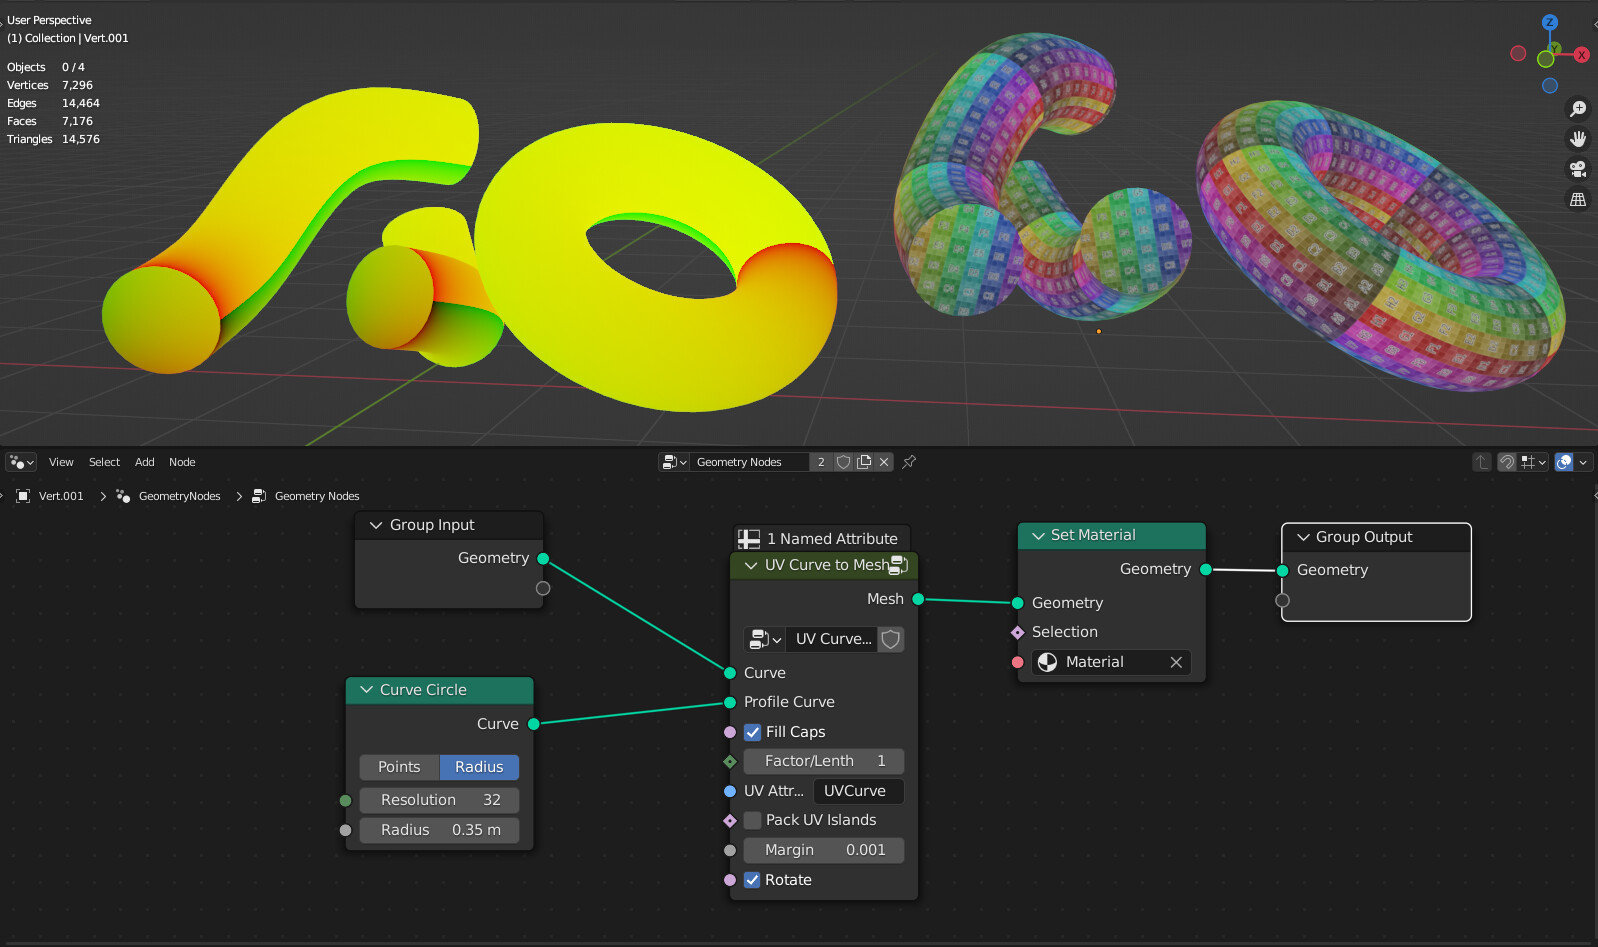 User Perspective
(1) Collection | Vert.001
Objects 0 / 4
Vertices 7,296
Edges 14,464
Faces 7,176
Triangles 14,576
Z
Y
X
View Select Add Node
Geometry Nodes 2
Vert.001 > GeometryNodes > Geometry Nodes
Group Input
Geometry
Curve Circle
Curve
Points Radius
Resolution 32
Radius 0.35 m
1 Named Attribute
UV Curve to Mesh
Mesh
UV Curve...
Curve
Profile Curve
Fill Caps
Factor/Lenth 1
UV Attr... UVCurve
Pack UV Islands
Margin 0.001
Rotate
Set Material
Geometry
Geometry
Selection
Material
Group Output
Geometry